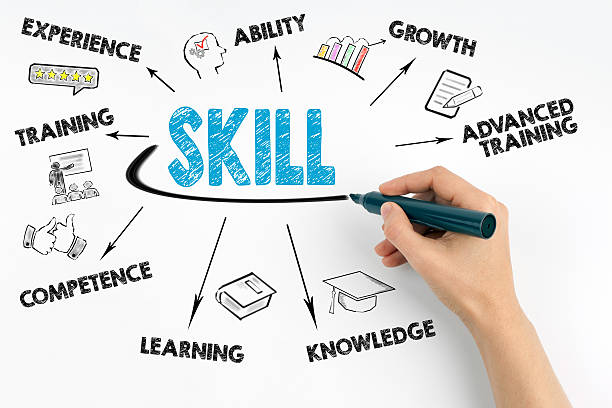 EXPERIENCE
ABILITY
GROWTH
TRAINING
SKILL
ADVANCED
TRAINING
COMPETENCE
LEARNING
KNOWLEDGE